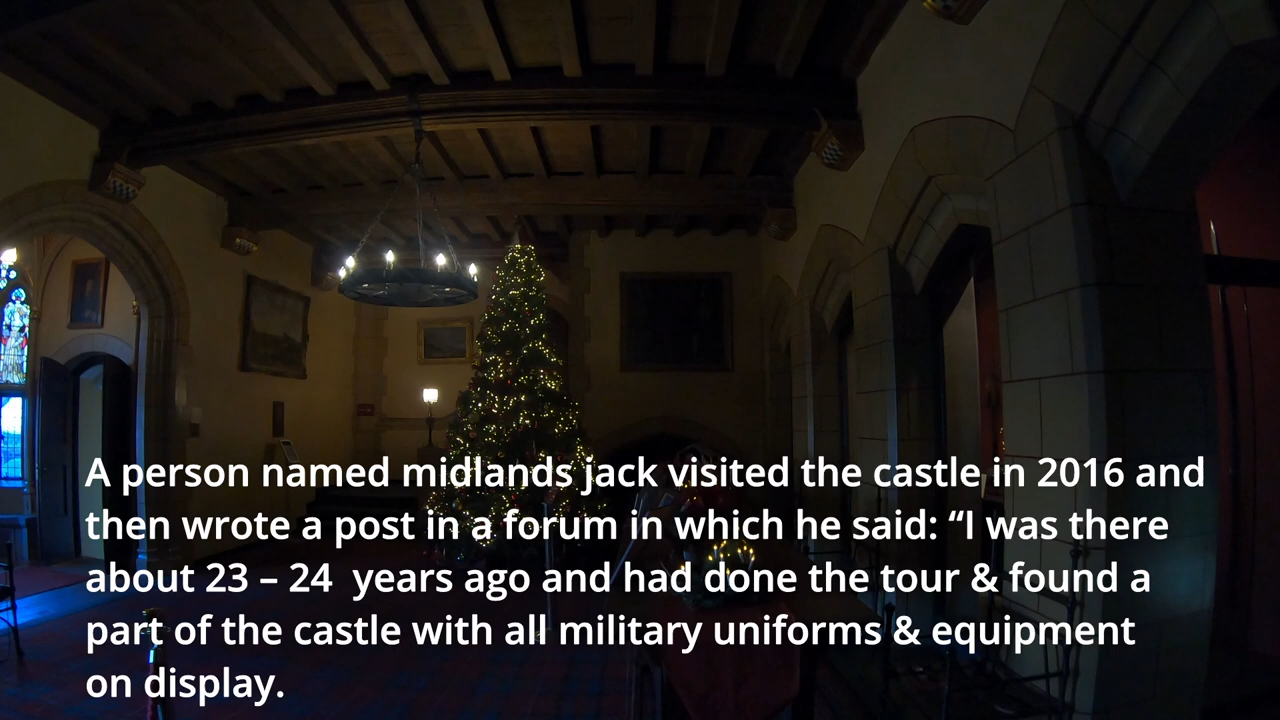 A person named midlands jack visited the castle in 2016 and
then wrote a post in a forum in which he said: “I was there
about 23 – 24  years ago and had done the tour & found a
part of the castle with all military uniforms & equipment
on display.